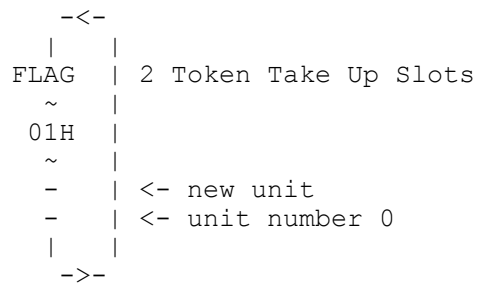 -<-
|     |
FLAG  | 2 Token Take Up Slots
~    |
01H  |
~    |
-   | <- new unit
-   | <- unit number 0
|    |
->-